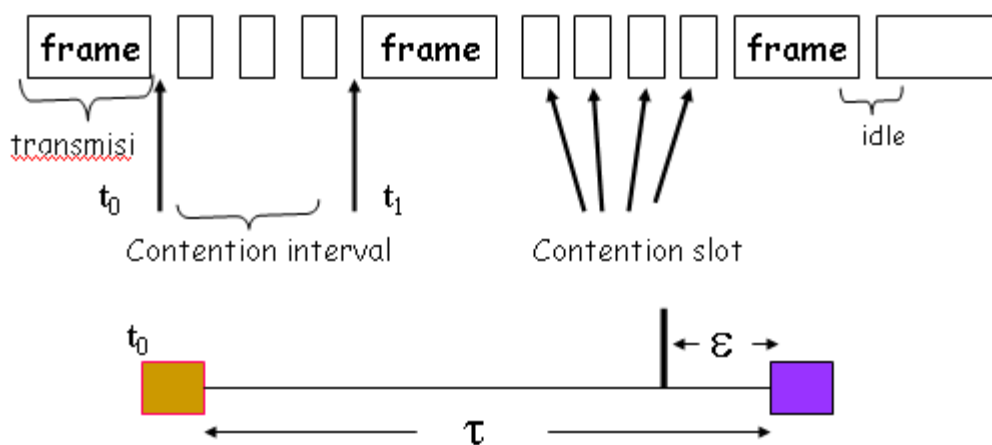 frame frame frame
transmisi idle
t0 t1
Contention interval Contention slot
t0 ε
τ